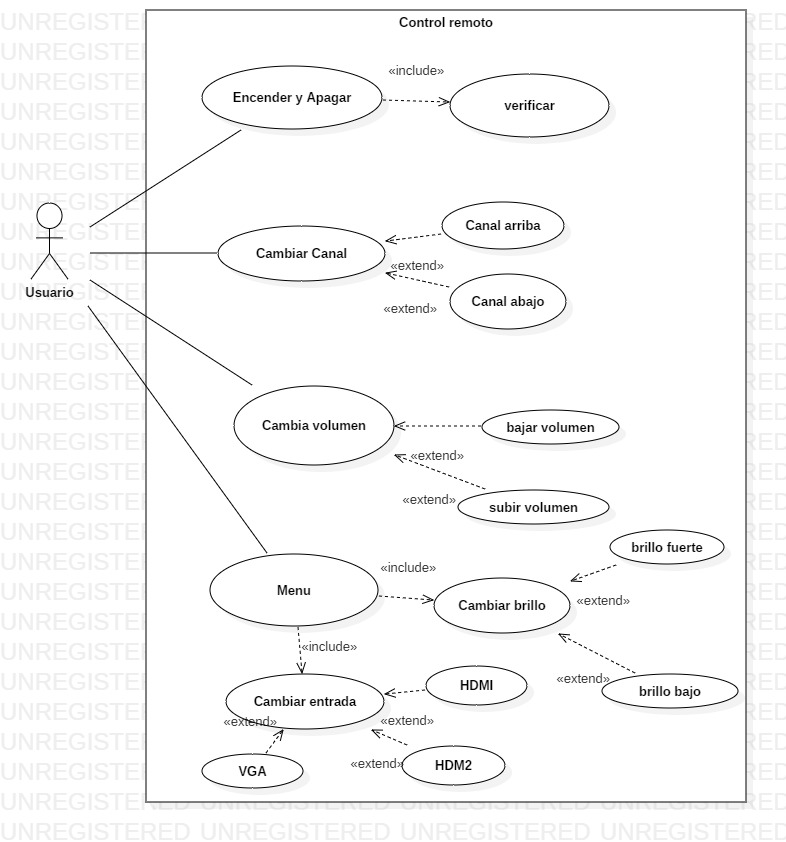 Control remoto
«include»
Encender y Apagar
verificar
Canal arriba
Cambiar Canal
«extend»
Usuario
Canal abajo
«extend»
Cambia volumen
bajar volumen
«extend»
«extend»
subir volumen
brillo fuerte
«include»
Menu
Cambiar brillo
«extend»
«include»
«extend»
HDMI
brillo bajo
Cambiar entrada
«extend»
«extend»
«extend»
HDM2
VGA
UNREGISTERED UNREGISTERED UNREGISTERED UNREGISTERED